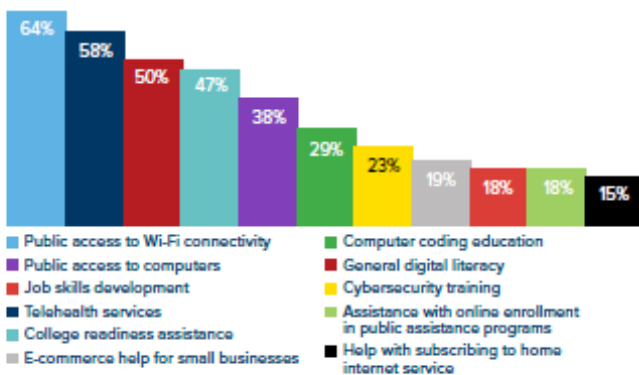 64%
58%
50%
47%
38%
29%
23%
19%
18%
18%
15%
Public access to Wi-Fi connectivity
Public access to computers
Job skills development
Telehealth services
College readiness assistance
E-commerce help for small businesses
Computer coding education
General digital literacy
Cybersecurity training
Assistance with online enrollment
in public assistance programs
Help with subscribing to home
internet service